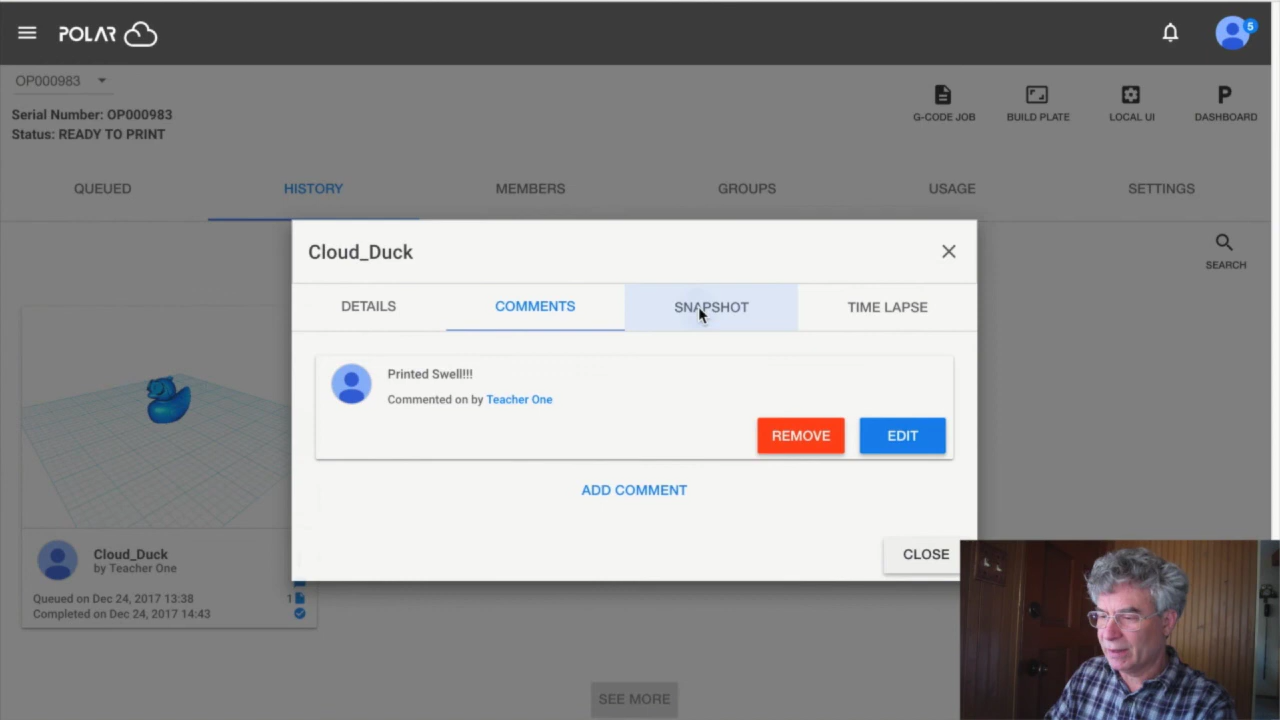 POLAR
5
OP000983
Serial Number: OP000983
Status: READY TO PRINT
G-CODE JOB
BUILD PLATE
LOCAL UI
P
DASHBOARD
QUEUED
HISTORY
MEMBERS
GROUPS
USAGE
SETTINGS
SEARCH
Cloud_Duck
DETAILS
COMMENTS
SNAPSHOT
TIME LAPSE
Printed Swell!!!
Commented on by Teacher One
REMOVE
EDIT
ADD COMMENT
CLOSE
Cloud_Duck
by Teacher One
Queued on Dec 24, 2017 13:38
1
Completed on Dec 24, 2017 14:43
SEE MORE